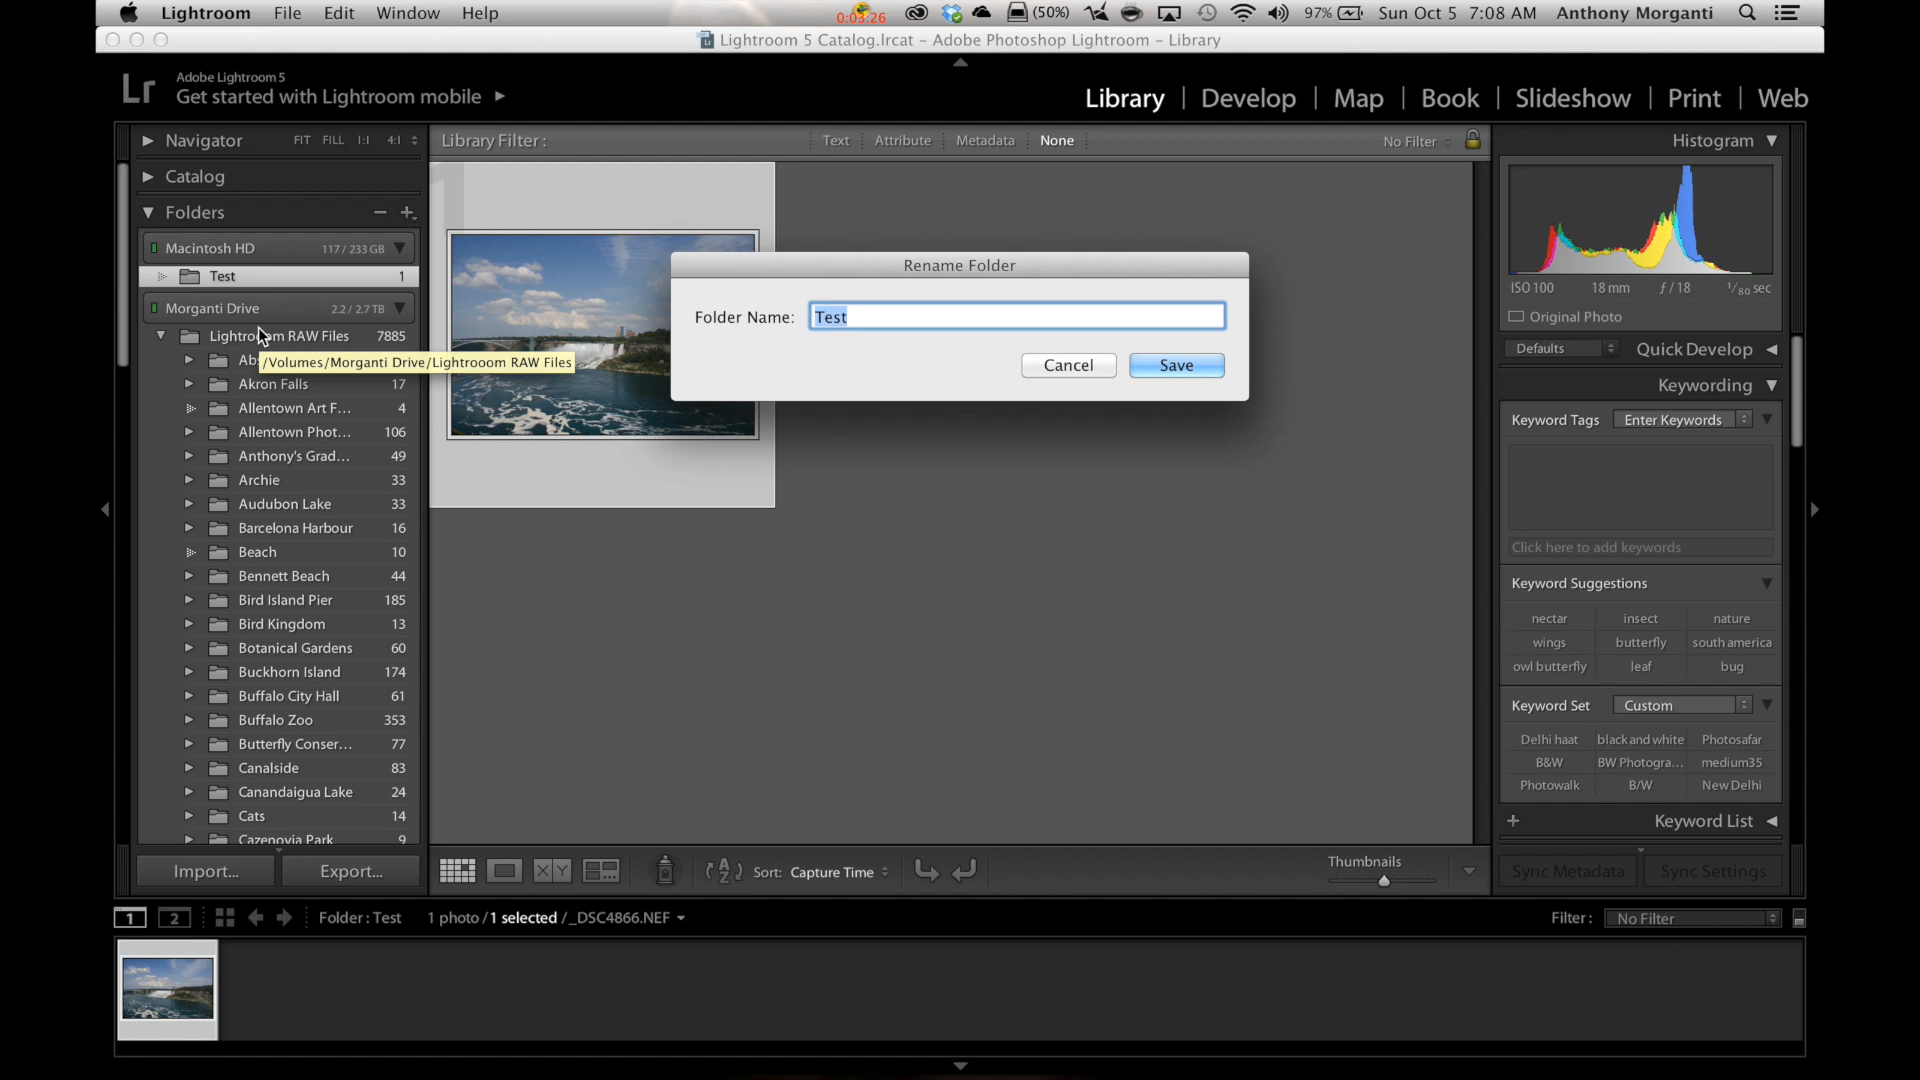 Lightroom File Edit Window Help
0:03:26 (50%) 97% Sun Oct 5 7:08 AM Anthony Morganti
Lightroom 5 Catalog.lrcat – Adobe Photoshop Lightroom – Library
Lr Adobe Lightroom 5
Get started with Lightroom mobile
Library | Develop | Map | Book | Slideshow | Print | Web
Navigator FIT FILL 1:1 4:1
Catalog
Folders
Macintosh HD 117 / 233 GB
Test 1
Morganti Drive 2.2 / 2.7 TB
Lightrooom RAW Files 7885
/Volumes/Morganti Drive/Lightrooom RAW Files
Akron Falls 17
Allentown Art F... 4
Allentown Phot... 106
Anthony's Grad... 49
Archie 33
Audubon Lake 33
Barcelona Harbour 16
Beach 10
Bennett Beach 44
Bird Island Pier 185
Bird Kingdom 13
Botanical Gardens 60
Buckhorn Island 174
Buffalo City Hall 61
Buffalo Zoo 353
Butterfly Conser... 77
Canalside 83
Canandaigua Lake 24
Cats 14
Cazenovia Park 9
Import... Export...
Library Filter : Text Attribute Metadata None No Filter
1
Rename Folder
Folder Name: Test
Cancel Save
Sort: Capture Time Thumbnails
Histogram
ISO 100 18 mm ƒ / 18 1/80 sec
Original Photo
Defaults Quick Develop
Keywording
Keyword Tags Enter Keywords
Click here to add keywords
Keyword Suggestions
nectar insect nature
wings butterfly south america
owl butterfly leaf bug
Keyword Set Custom
Delhi haat black and white Photosafar
B&W BW Photogra... medium35
Photowalk B/W New Delhi
Keyword List
Sync Metadata Sync Settings
1 2 Folder : Test 1 photo / 1 selected / _DSC4866.NEF Filter : No Filter